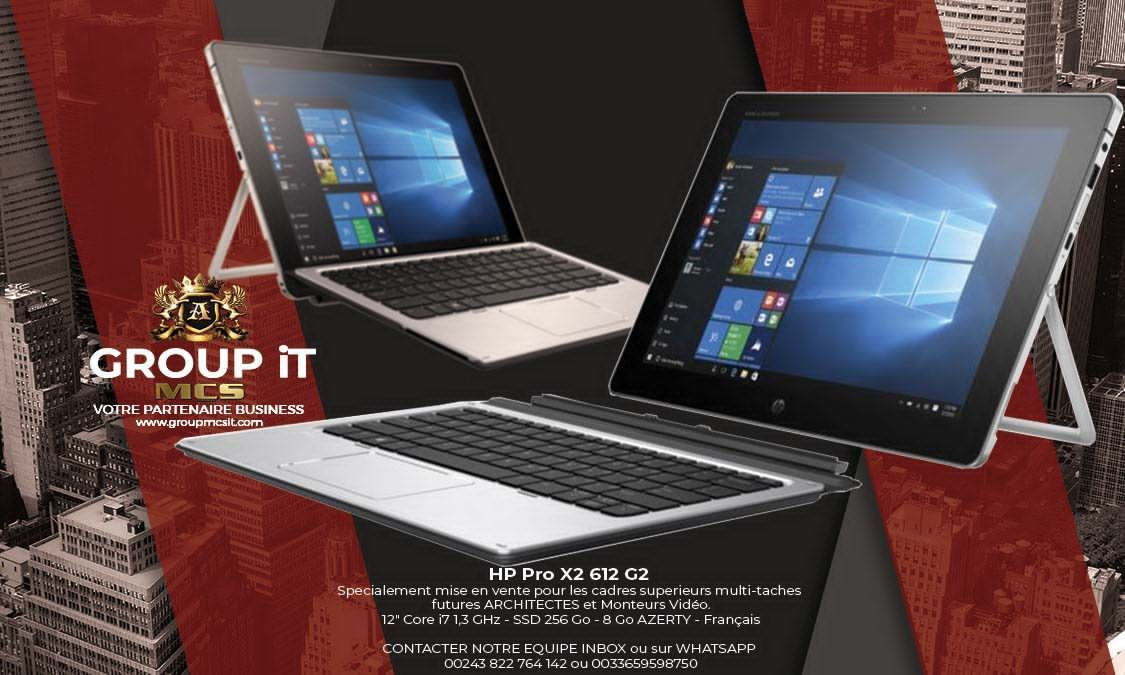 A
GROUP iT
MCS
VOTRE PARTENAIRE BUSINESS
www.groupmcsit.com
hp
HP Pro X2 612 G2
Specialement mise en vente pour les cadres superieurs multi-taches
futures ARCHITECTES et Monteurs Vidéo.
12" Core i7 1,3 GHz - SSD 256 Go - 8 Go AZERTY - Français
CONTACTER NOTRE EQUIPE INBOX ou sur WHATSAPP
00243 822 764 142 ou 0033659598750